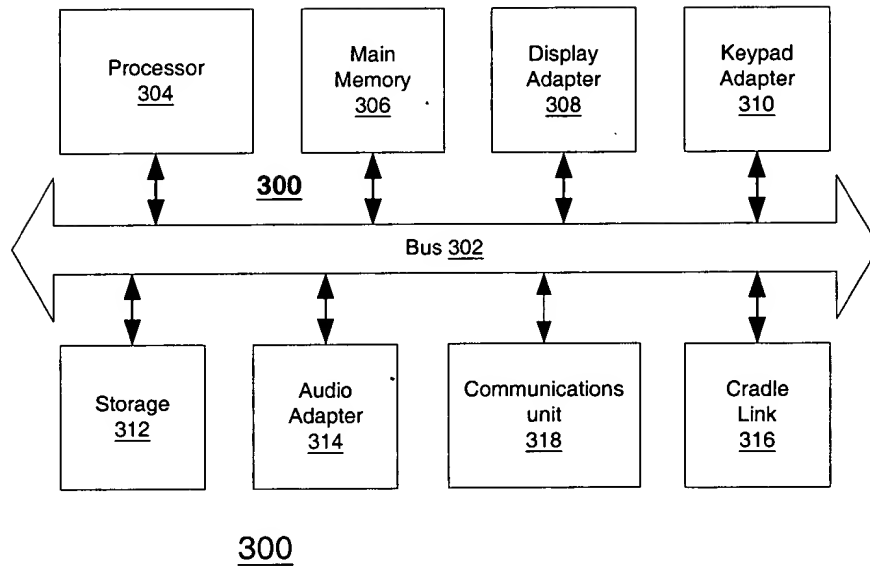 Processor
304
Main
Memory
306
Display
Adapter
308
Keypad
Adapter
310
300
Bus 302
Storage
312
Audio
Adapter
314
Communications
unit
318
Cradle
Link
316
300